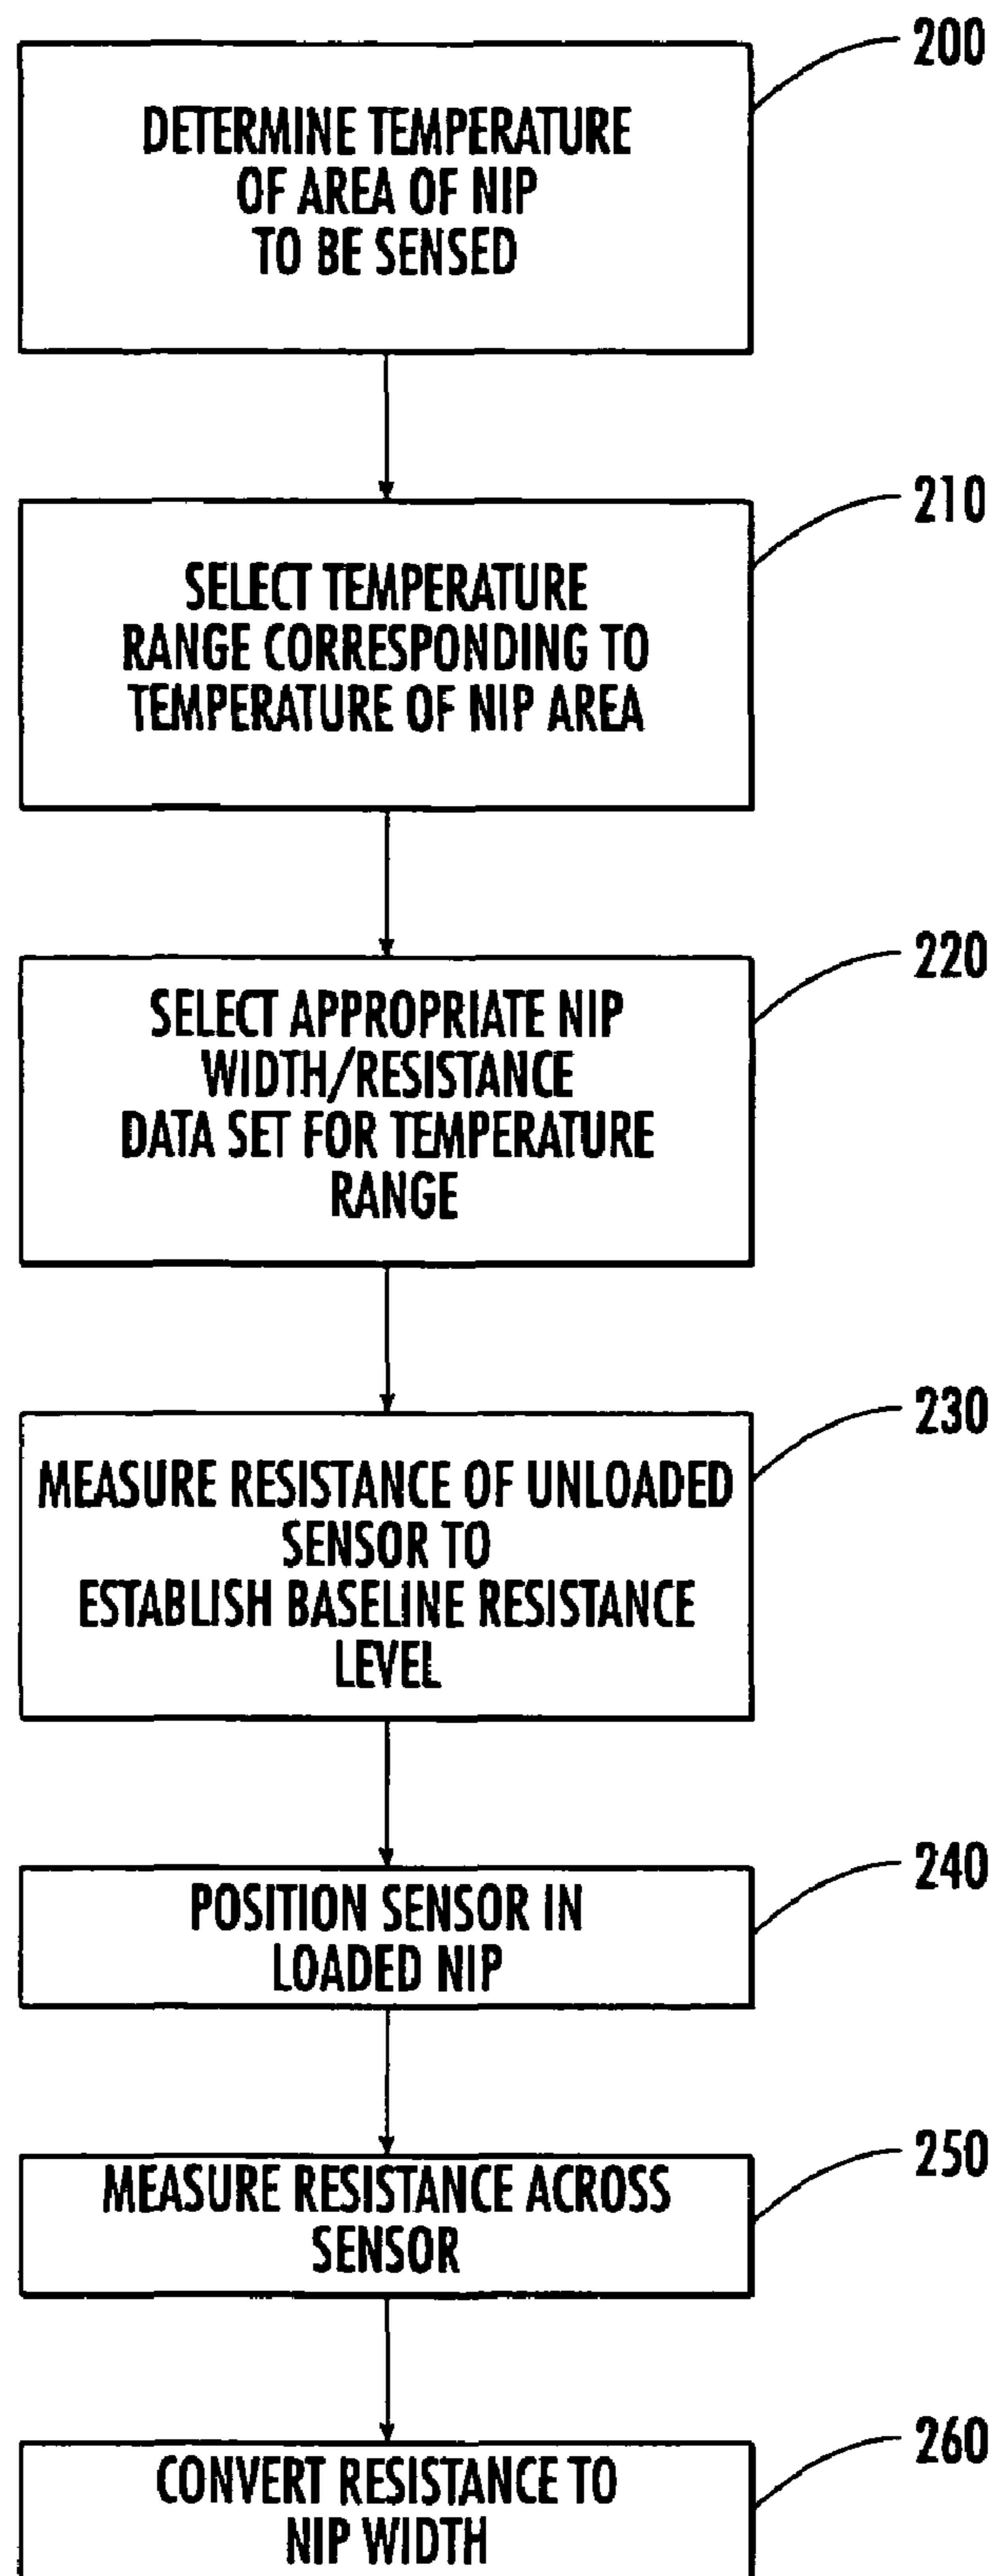 200
DETERMINE TEMPERATURE
OF AREA OF NIP
TO BE SENSED
210
SELECT TEMPERATURE
RANGE CORRESPONDING TO
TEMPERATURE OF NIP AREA
220
SELECT APPROPRIATE NIP
WIDTH/RESISTANCE
DATA SET FOR TEMPERATURE
RANGE
230
MEASURE RESISTANCE OF UNLOADED
SENSOR TO
ESTABLISH BASELINE RESISTANCE
LEVEL
240
POSITION SENSOR IN
LOADED NIP
250
MEASURE RESISTANCE ACROSS
SENSOR
260
CONVERT RESISTANCE TO
NIP WIDTH